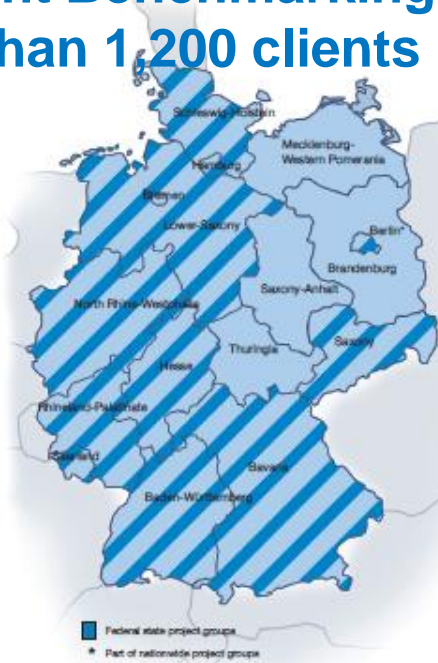 nt Benchmarking
han 1,200 clients
Schleswig-Holstein
Mecklenburg-
Western Pomerania
Hamburg
Bremen
Lower-Saxony
Berlin*
Brandenburg
Saxony-Anhalt
North Rhine-Westphalia
Saxony
Thuringia
Hesse
Rhineland-Palatinate
Saarland
Bavaria
Baden-Württemberg
Federal state project groups
* Part of nationwide project groups